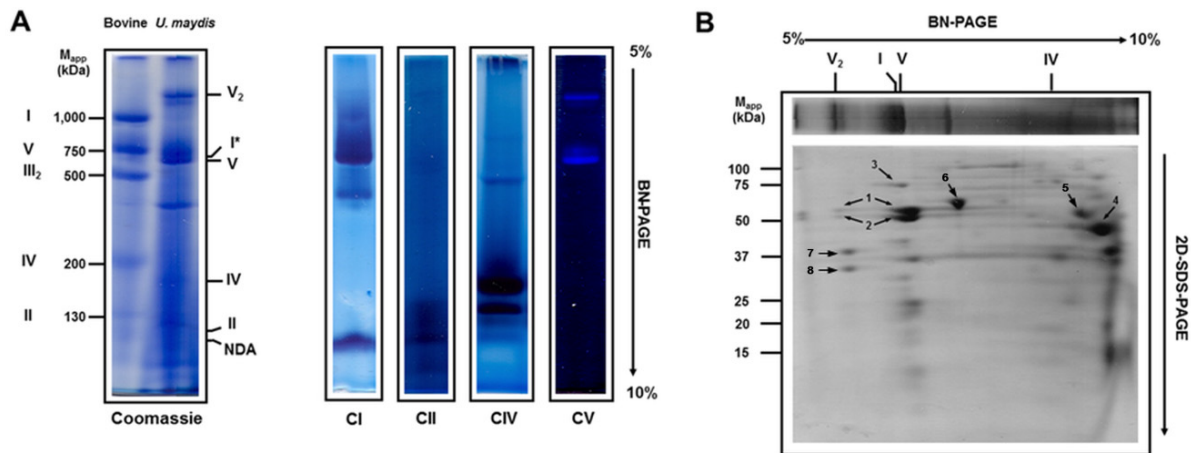 A
Bovine U. maydis
Mapp
(kDa)
I
1,000
V
750
III2
500
IV
200
II
130
V2
I*
V
IV
II
NDA
Coomassie
5%
BN-PAGE
10%
CI
CII
CIV
CV
B
BN-PAGE
5%
10%
V2
I
V
IV
Mapp
(kDa)
100
75
50
37
25
20
15
3
1
2
6
5
4
7
8
2D-SDS-PAGE